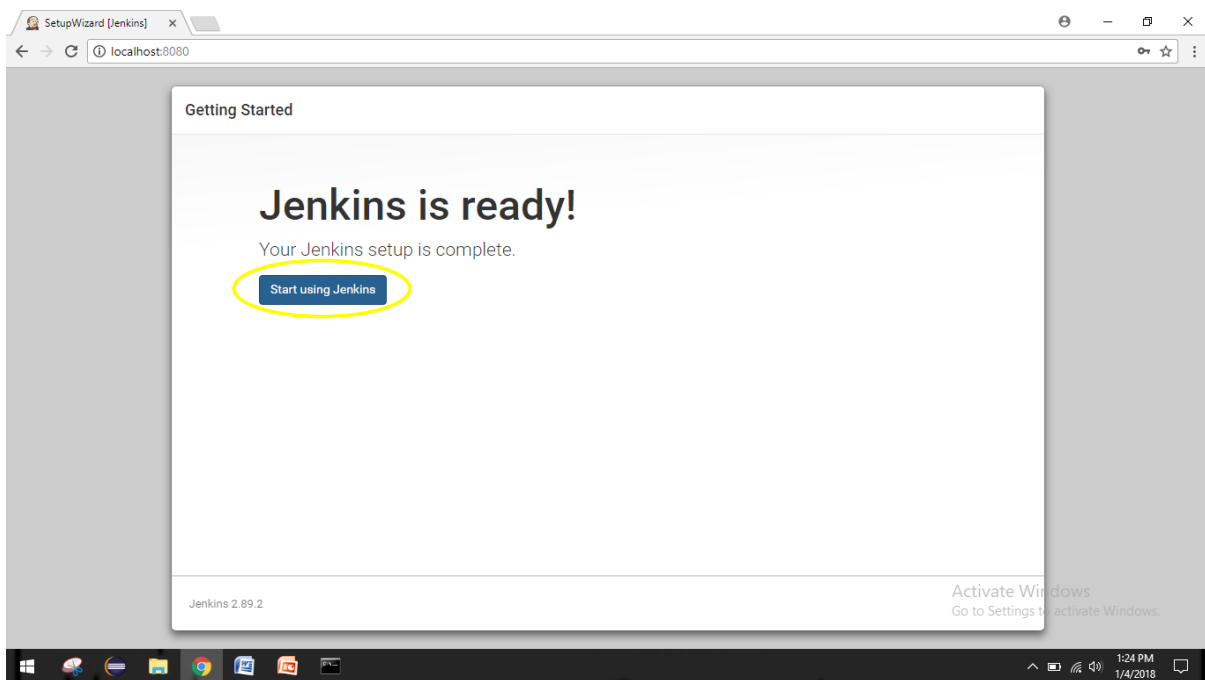 SetupWizard [Jenkins]
localhost:8080
Getting Started
Jenkins is ready!
Your Jenkins setup is complete.
Start using Jenkins
Jenkins 2.89.2
Activate Windows
Go to Settings to activate Windows.
1:24 PM
1/4/2018